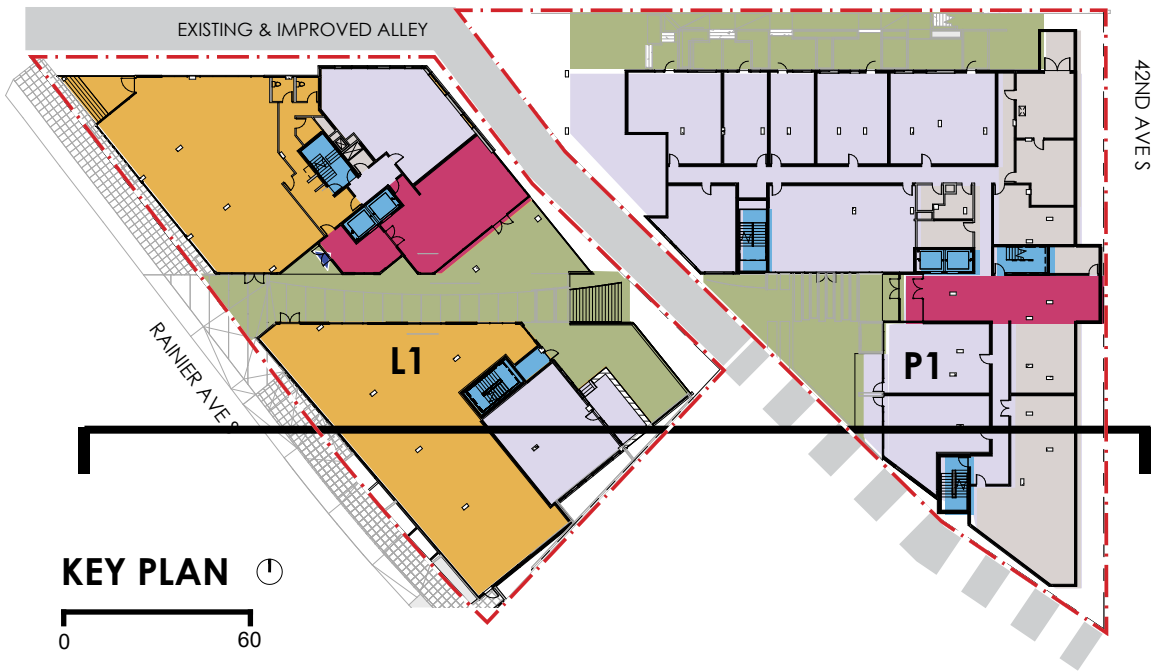 EXISTING & IMPROVED ALLEY
42ND AVE S
L1
RAINIER AVE S
P1
KEY PLAN
0 60